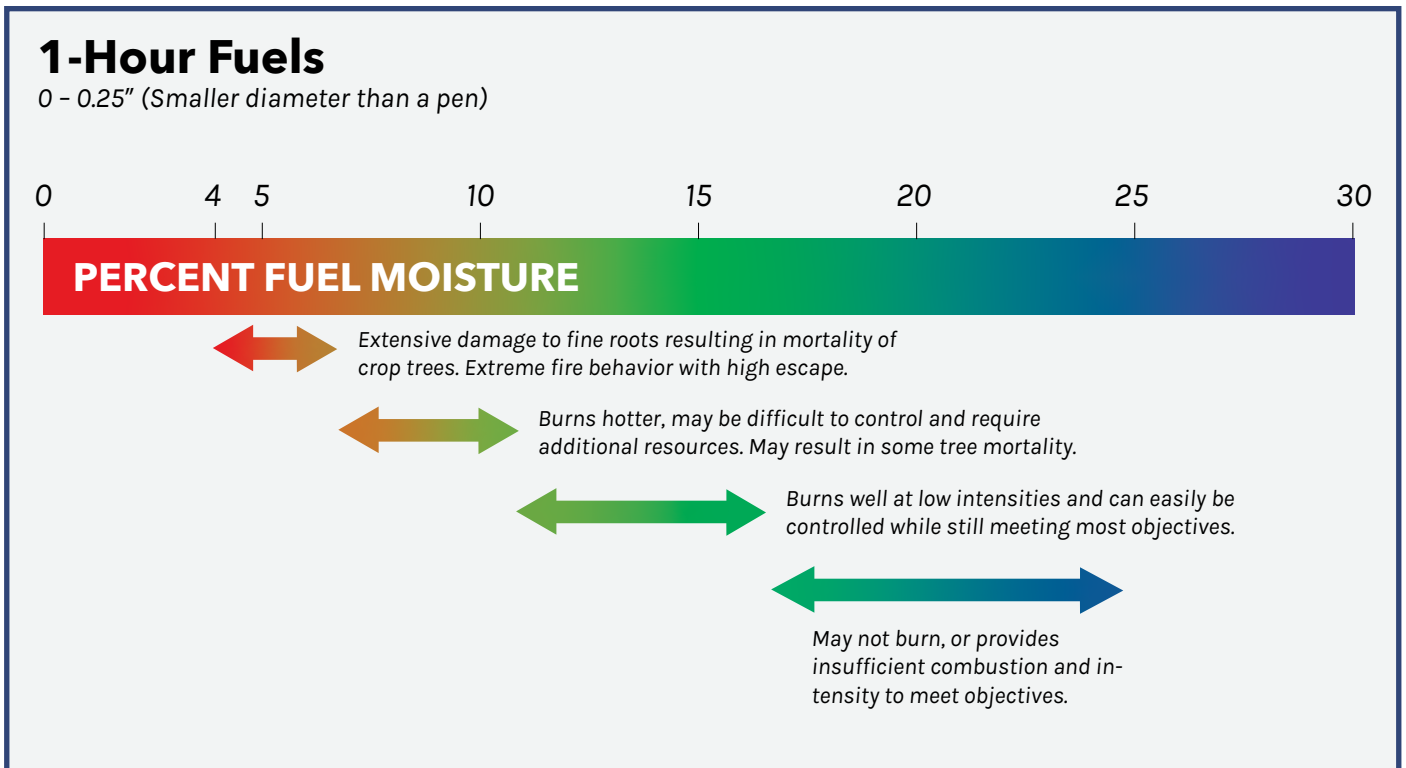 1-Hour Fuels
0 – 0.25” (Smaller diameter than a pen)
0 4 5 10 15 20 25 30
PERCENT FUEL MOISTURE
Extensive damage to fine roots resulting in mortality of
crop trees. Extreme fire behavior with high escape.
Burns hotter, may be difficult to control and require
additional resources. May result in some tree mortality.
Burns well at low intensities and can easily be
controlled while still meeting most objectives.
May not burn, or provides
insufficient combustion and in-
tensity to meet objectives.